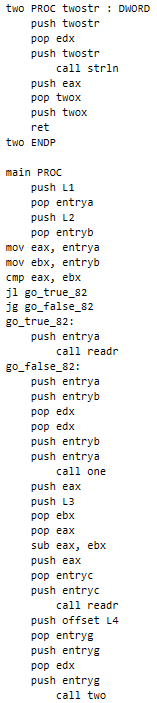 two PROC twostr : DWORD
push twostr
pop edx
push twostr
call strln
push eax
pop twox
push twox
ret
two ENDP
main PROC
push L1
pop entrya
push L2
pop entryb
mov eax, entrya
mov ebx, entryb
cmp eax, ebx
jl go_true_82
jg go_false_82
go_true_82:
push entrya
call readr
go_false_82:
push entrya
push entryb
pop edx
pop edx
push entryb
push entrya
call one
push eax
push L3
pop ebx
pop eax
sub eax, ebx
push eax
pop entryc
push entryc
call readr
push offset L4
pop entryg
push entryg
pop edx
push entryg
call two